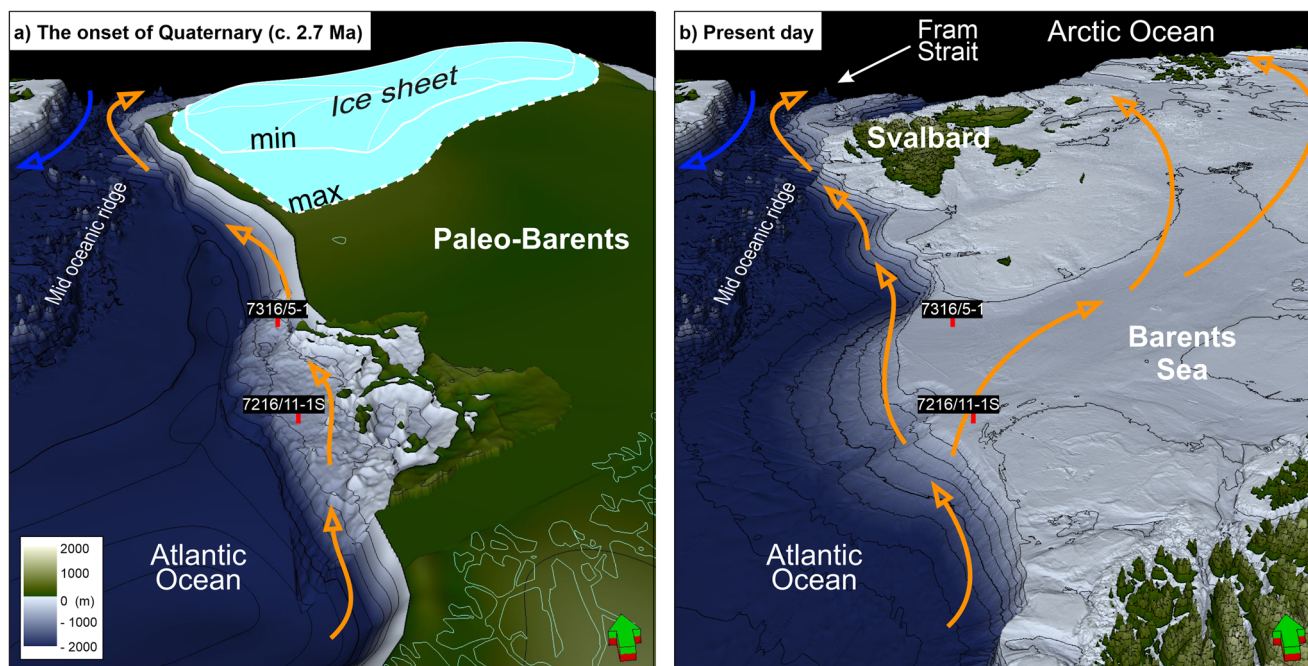 a) The onset of Quaternary (c. 2.7 Ma)
Ice sheet
min
max
Mid oceanic ridge
Paleo-Barents
7316/5-1
7216/11-1S
Atlantic
Ocean
2000
1000
0 (m)
- 1000
- 2000
b) Present day
Fram
Strait
Arctic Ocean
Svalbard
Mid oceanic ridge
7316/5-1
Barents
Sea
7216/11-1S
Atlantic
Ocean